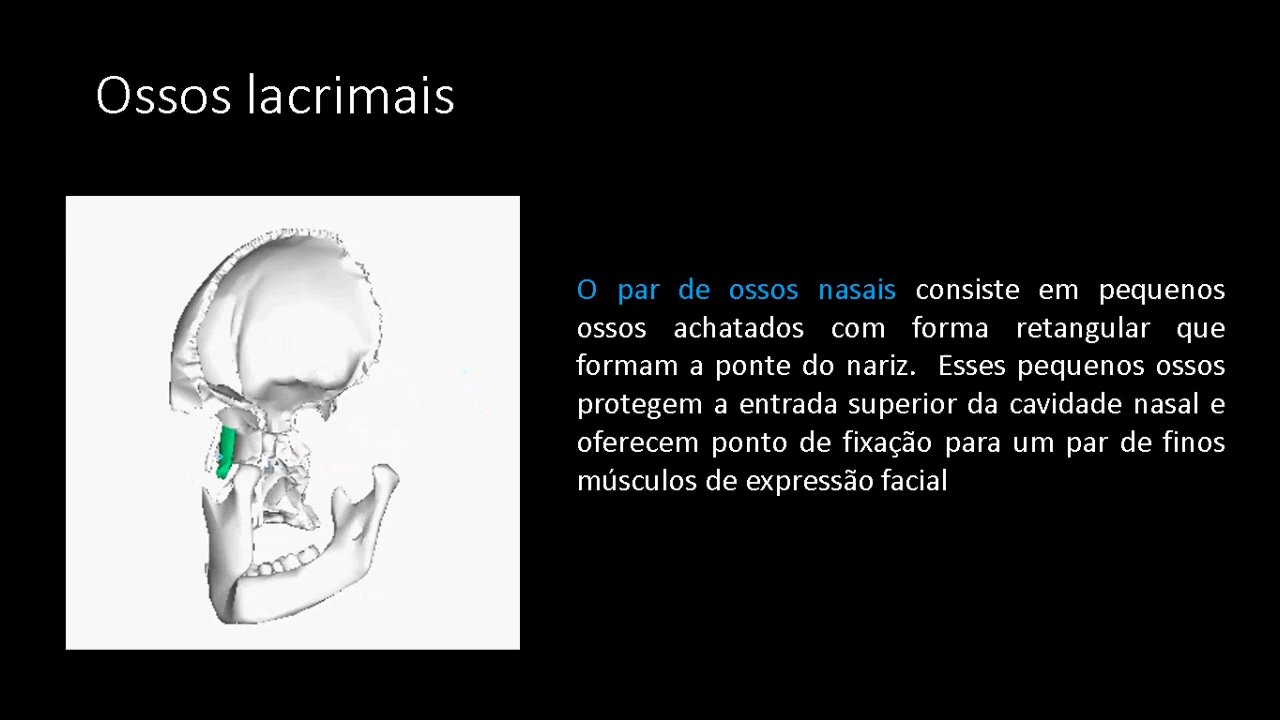 Ossos lacrimais
O par de ossos nasais consiste em pequenos
ossos achatados com forma retangular que
formam a ponte do nariz.  Esses pequenos ossos
protegem a entrada superior da cavidade nasal e
oferecem ponto de fixação para um par de finos
músculos de expressão facial